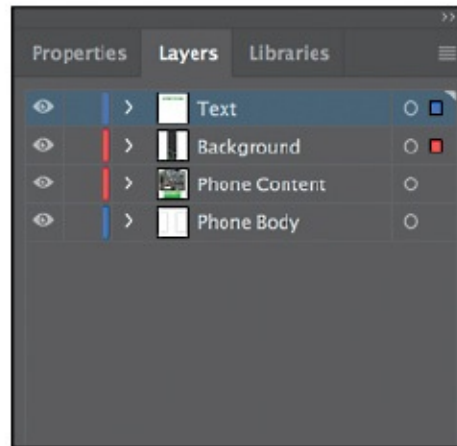 Properties Layers Libraries
Text
Background
Phone Content
Phone Body